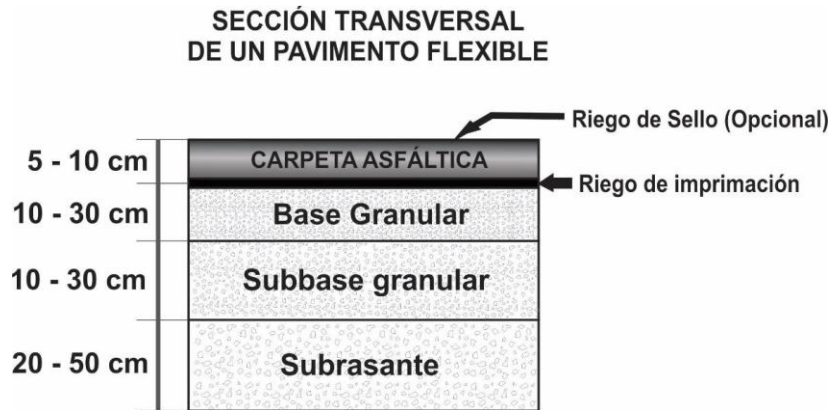 SECCIÓN TRANSVERSAL
DE UN PAVIMENTO FLEXIBLE
Riego de Sello (Opcional)
5 - 10 cm
CARPETA ASFÁLTICA
Riego de imprimación
10 - 30 cm
Base Granular
10 - 30 cm
Subbase granular
20 - 50 cm
Subrasante